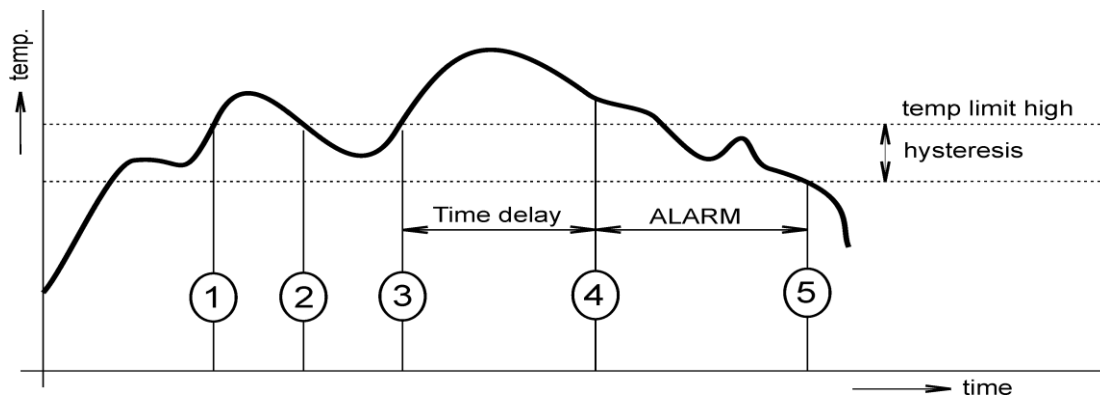 temp.
temp limit high
hysteresis
Time delay
ALARM
1
2
3
4
5
time